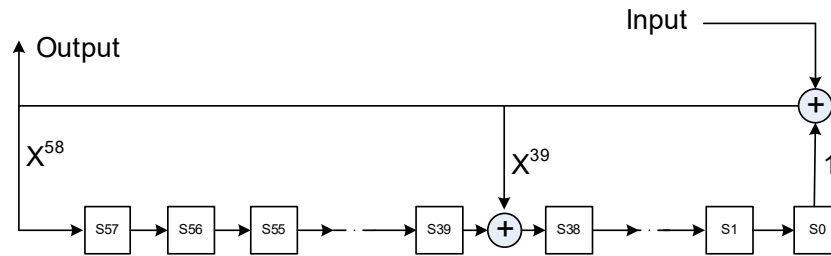 Input
Output
+
X⁵⁸
X³⁹
1
S57
S56
S55
S39
+
S38
S1
S0